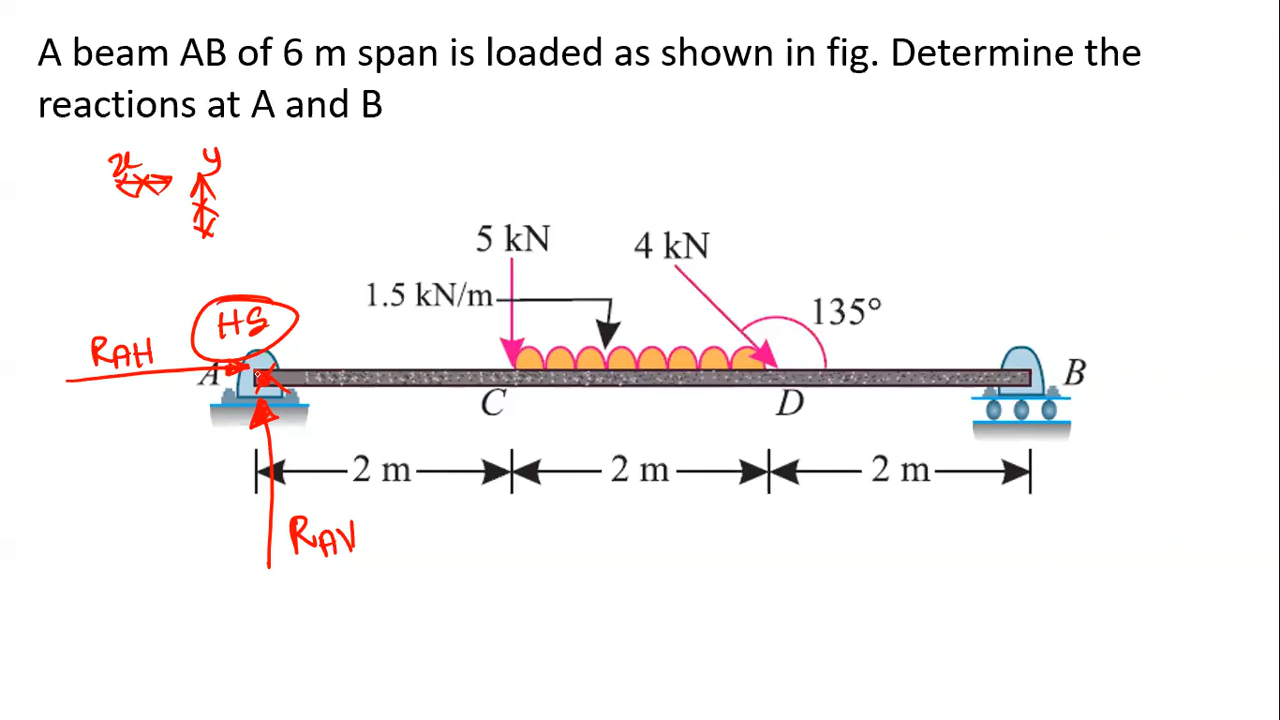 A beam AB of 6 m span is loaded as shown in fig. Determine the
reactions at A and B
x y
5 kN 4 kN
1.5 kN/m 135°
HS
RAH
A B
C D
2 m 2 m 2 m
RAV